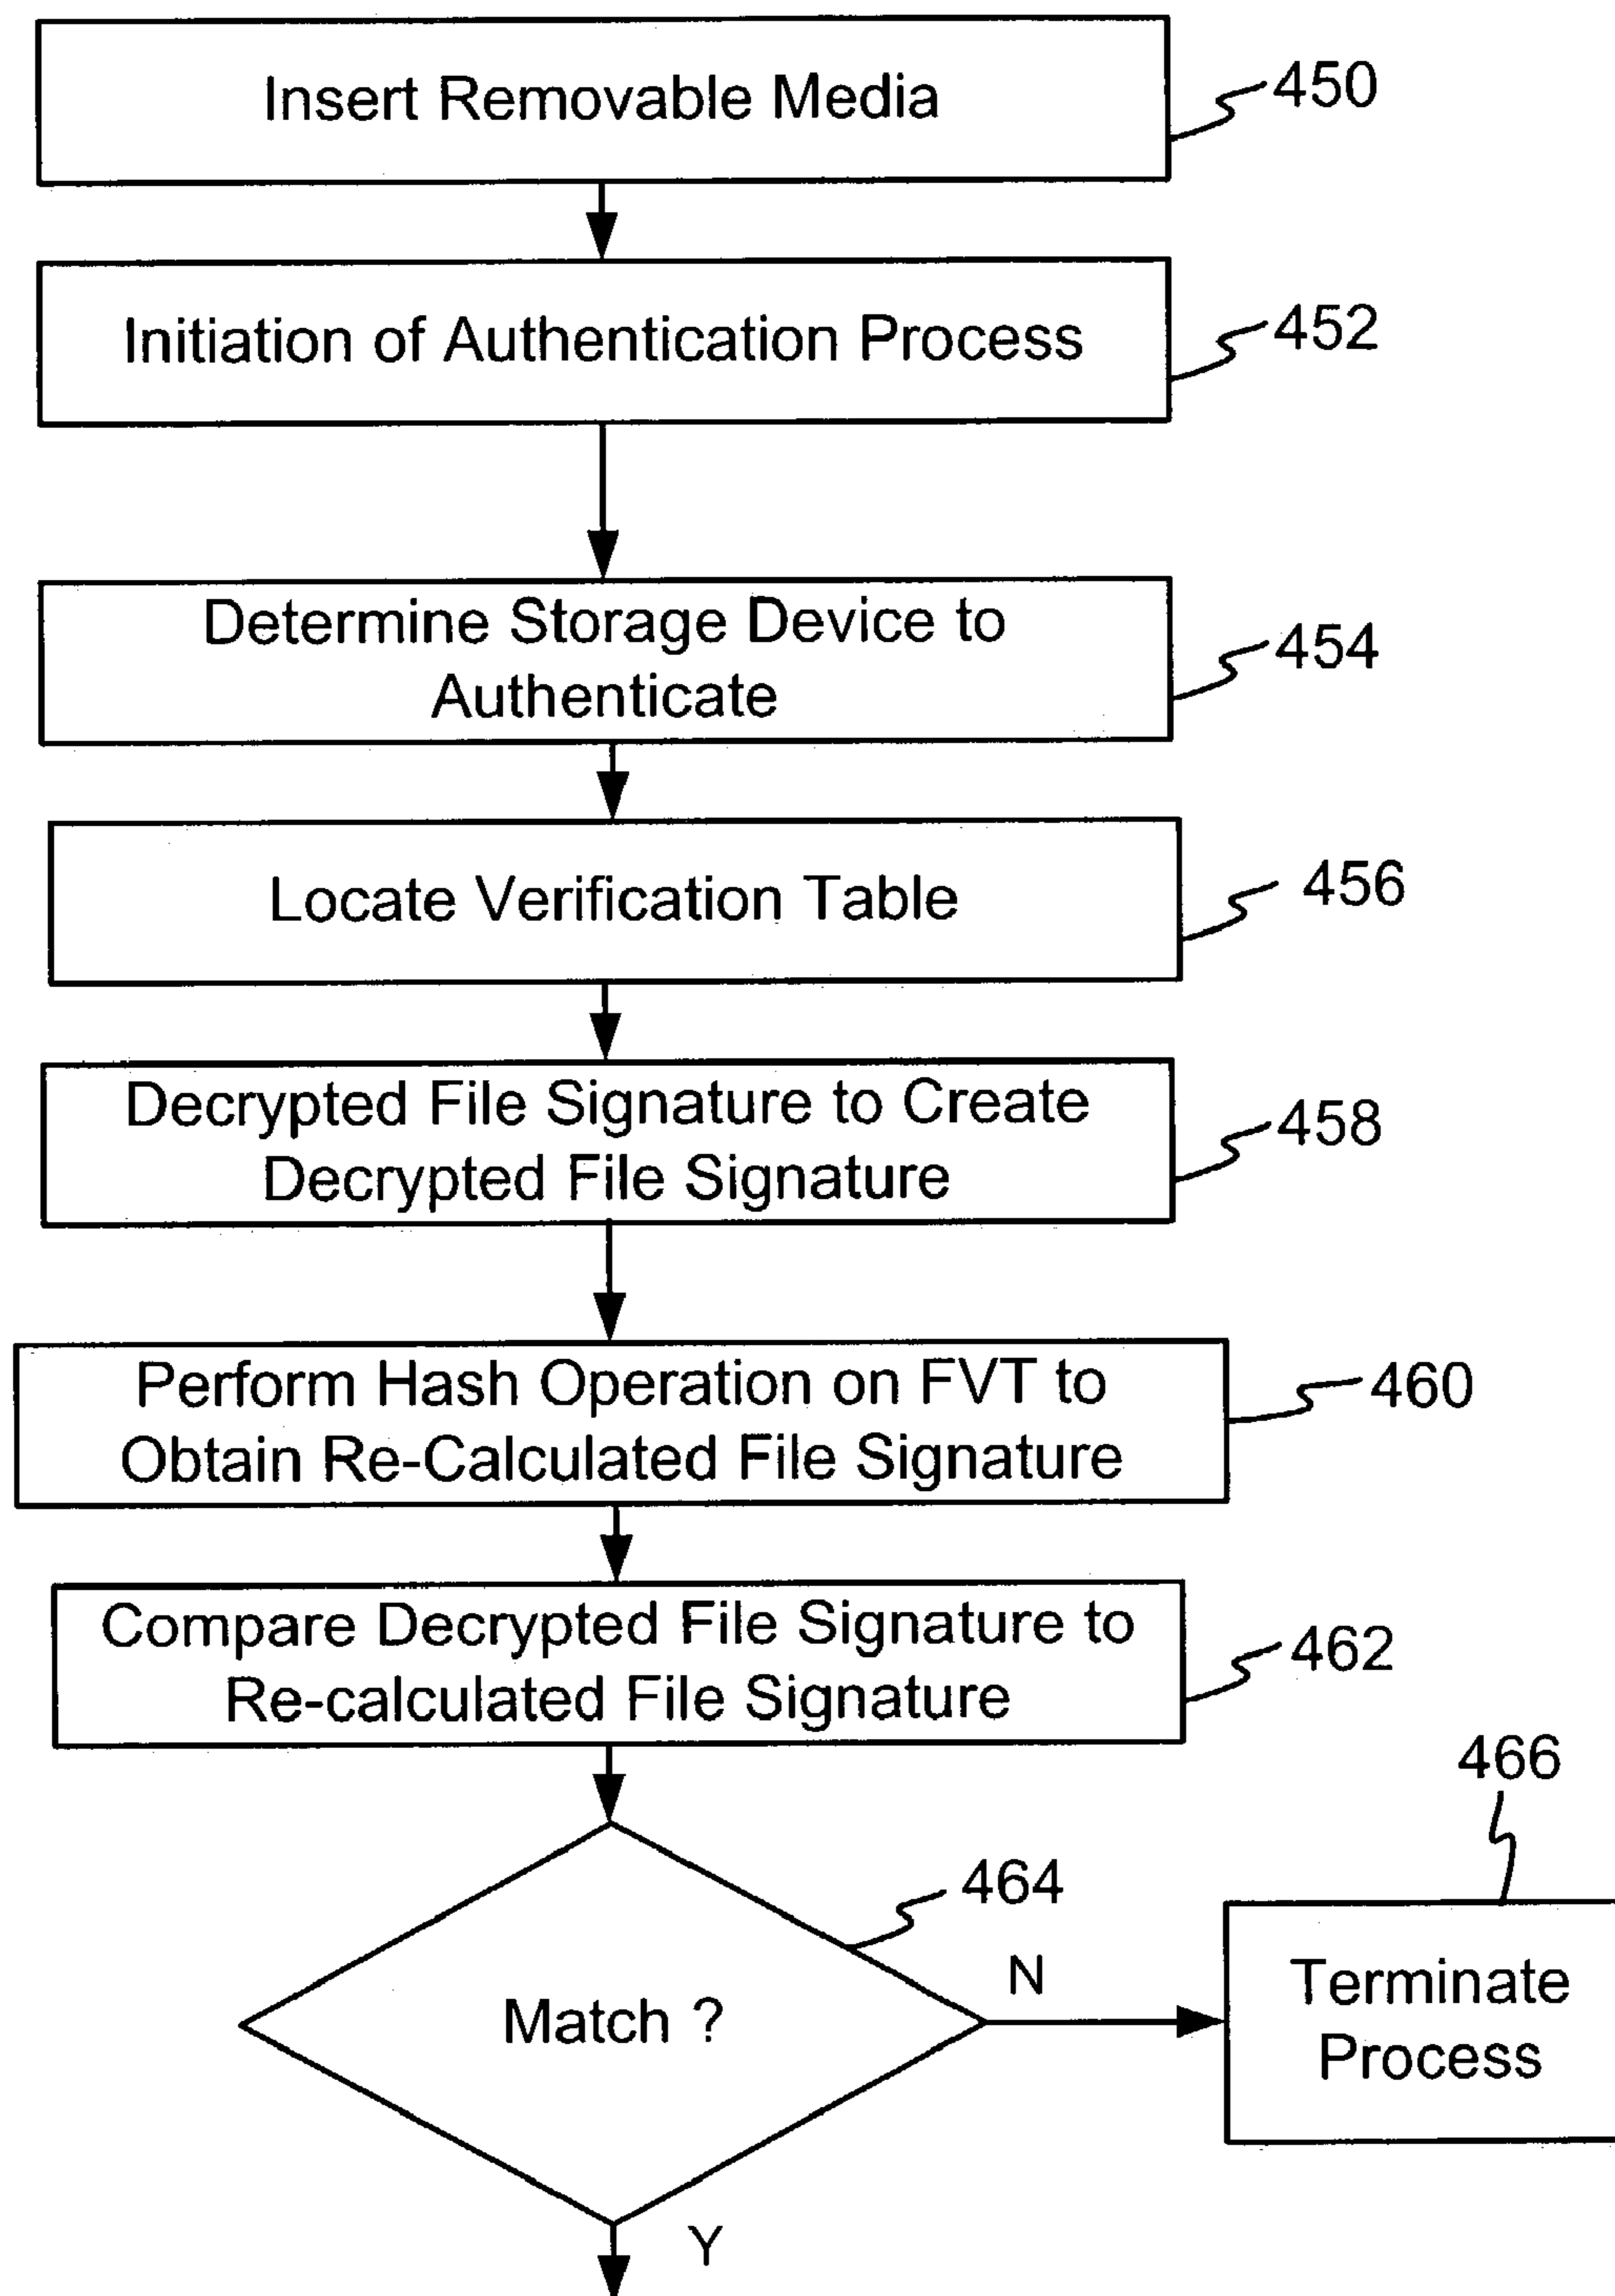 Insert Removable Media
450
Initiation of Authentication Process
452
Determine Storage Device to
Authenticate
454
Locate Verification Table
456
Decrypted File Signature to Create
Decrypted File Signature
458
Perform Hash Operation on FVT to
Obtain Re-Calculated File Signature
460
Compare Decrypted File Signature to
Re-calculated File Signature
462
466
464
Match ?
N
Terminate
Process
Y